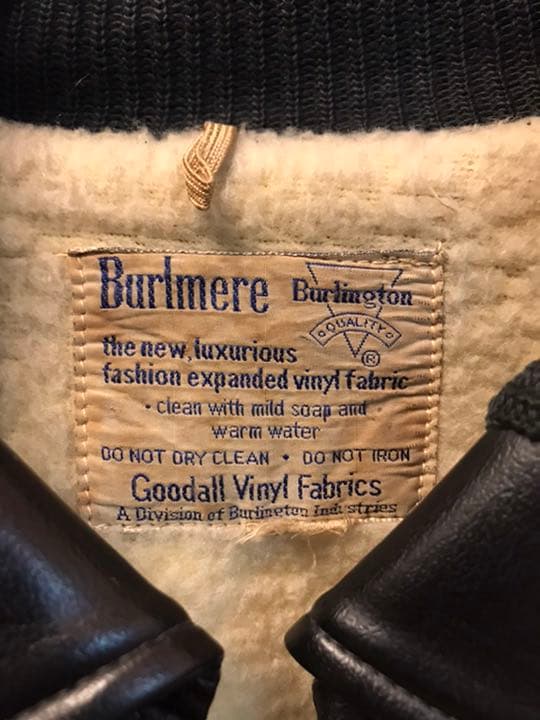 Burlmere
Burlington
QUALITY
®
the new, luxurious
fashion expanded vinyl fabric
• clean with mild soap and
warm water
DO NOT DRY CLEAN • DO NOT IRON
Goodall Vinyl Fabrics
A Division of Burlington Industries